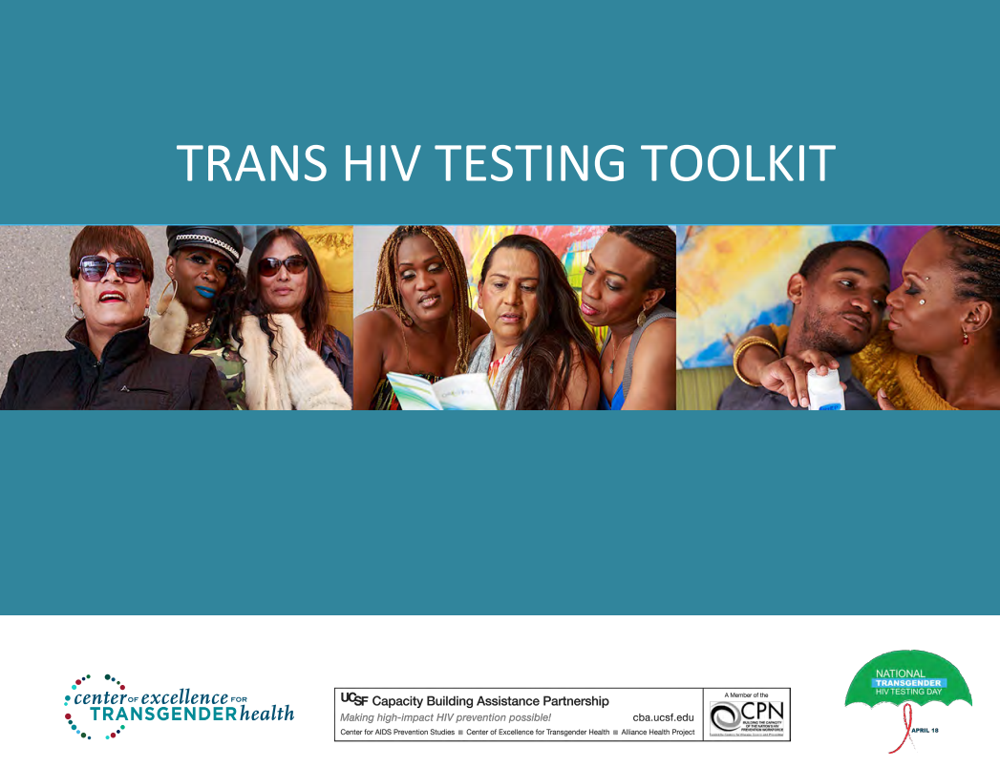 TRANS HIV TESTING TOOLKIT
center OF excellence FOR
TRANSGENDER health
UCSF Capacity Building Assistance Partnership
Making high-impact HIV prevention possible!
cba.ucsf.edu
Center for AIDS Prevention Studies ■ Center of Excellence for Transgender Health ■ Alliance Health Project
A Member of the
CPN
BUILDING THE CAPACITY
OF THE NATION'S HIV
PREVENTION WORKFORCE
NATIONAL
TRANSGENDER
HIV TESTING DAY
APRIL 18